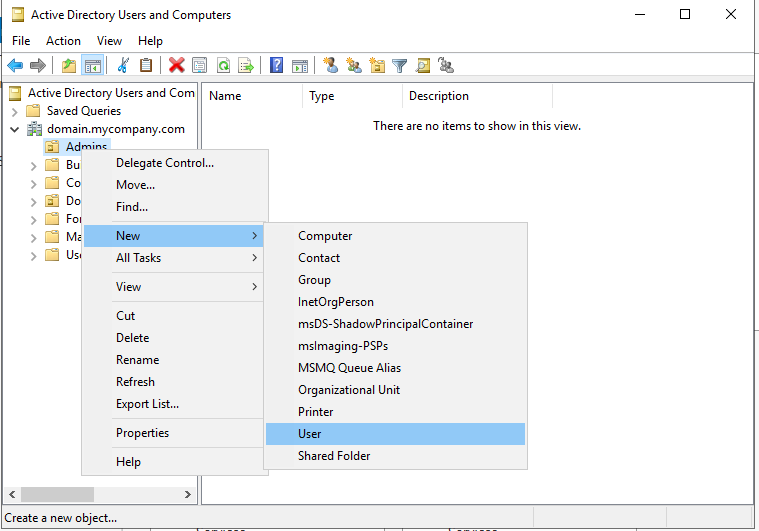 Active Directory Users and Computers
File Action View Help
Active Directory Users and Com
Name Type Description
Saved Queries
There are no items to show in this view.
domain.mycompany.com
Admins
Bu
Co
Do
For
Ma
Use
Delegate Control...
Move...
Find...
New
All Tasks
View
Cut
Delete
Rename
Refresh
Export List...
Properties
Help
Computer
Contact
Group
InetOrgPerson
msDS-ShadowPrincipalContainer
msImaging-PSPs
MSMQ Queue Alias
Organizational Unit
Printer
User
Shared Folder
Create a new object...